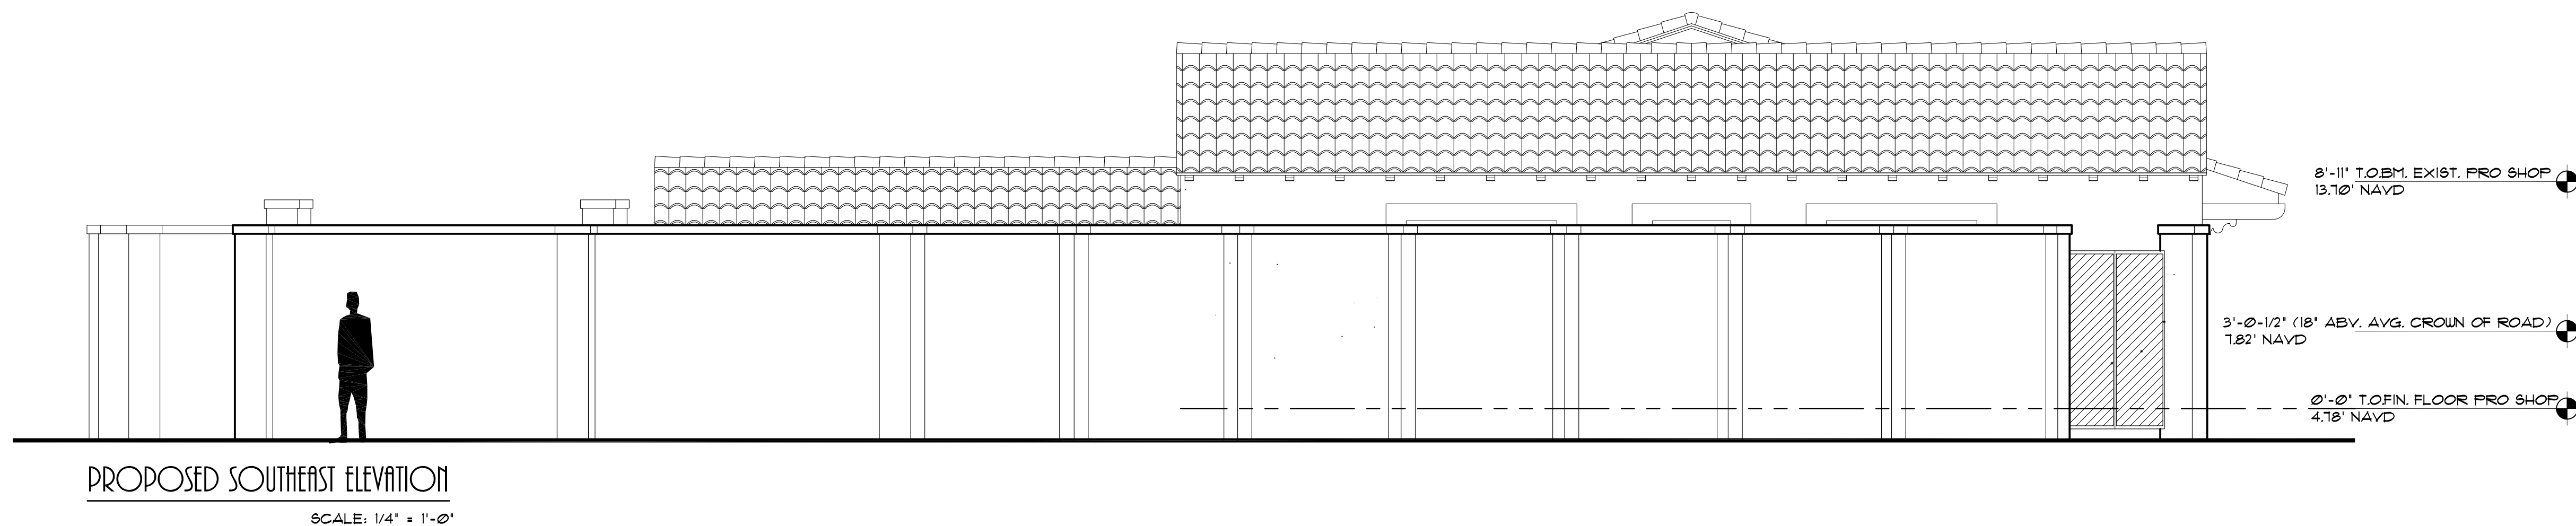 8'-11" T.O.BM. EXIST. PRO SHOP
13.70' NAVD
3'-0-1/2" (18" ABV. AVG. CROWN OF ROAD)
7.82' NAVD
0'-0" T.O.FIN. FLOOR PRO SHOP
4.78' NAVD
PROPOSED SOUTHEAST ELEVATION
SCALE: 1/4" = 1'-0"